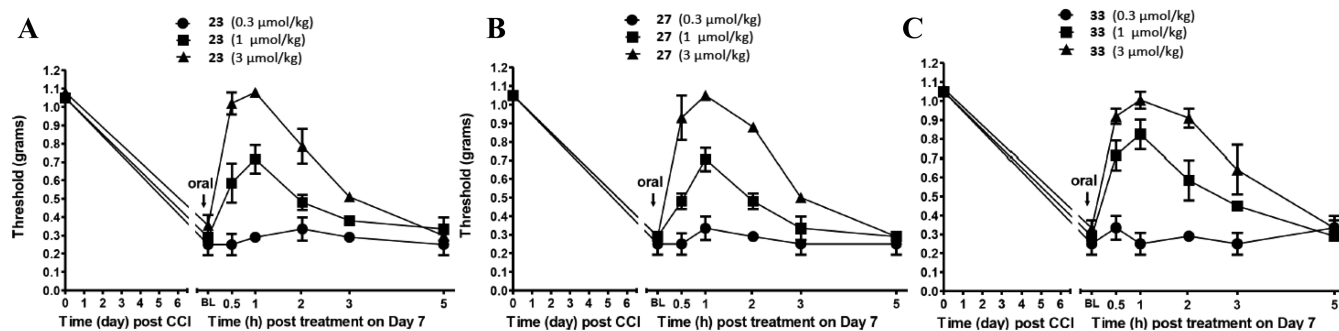 A
23 (0.3 μmol/kg)
23 (1 μmol/kg)
23 (3 μmol/kg)
Threshold (grams)
1.2
1.1
1.0
0.9
0.8
0.7
0.6
0.5
0.4
0.3
0.2
0.1
0.0
oral
0 1 2 3 4 5 6 BL 0.5 1 2 3 5
Time (day) post CCI Time (h) post treatment on Day 7
B
27 (0.3 μmol/kg)
27 (1 μmol/kg)
27 (3 μmol/kg)
Threshold (grams)
1.2
1.1
1.0
0.9
0.8
0.7
0.6
0.5
0.4
0.3
0.2
0.1
0.0
oral
0 1 2 3 4 5 6 BL 0.5 1 2 3 5
Time (day) post CCI Time (h) post treatment on Day 7
C
33 (0.3 μmol/kg)
33 (1 μmol/kg)
33 (3 μmol/kg)
Threshold (grams)
1.2
1.1
1.0
0.9
0.8
0.7
0.6
0.5
0.4
0.3
0.2
0.1
0.0
oral
0 1 2 3 4 5 6 BL 0.5 1 2 3 5
Time (day) post CCI Time (h) post treatment on Day 7